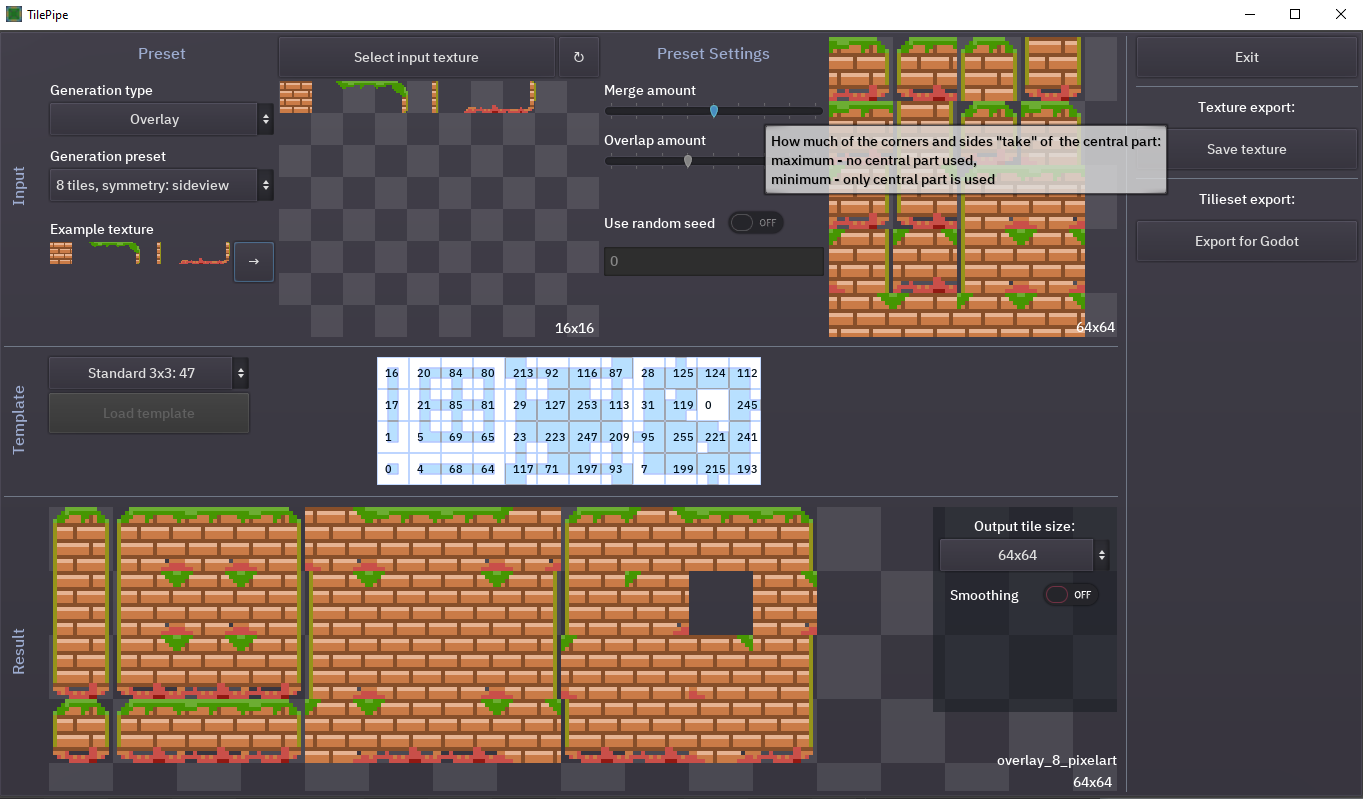 TilePipe
Preset
Select input texture
↻
Preset Settings
Exit
Generation type
Overlay
Merge amount
Texture export:
Generation preset
8 tiles, symmetry: sideview
Overlap amount
How much of the corners and sides "take" of the central part:
maximum - no central part used,
minimum - only central part is used
Save texture
Input
Tilieset export:
Example texture
→
Use random seed
OFF
Export for Godot
0
16x16
64x64
Template
Standard 3x3: 47
Load template
16 20 84 80 213 92 116 87 28 125 124 112
17 21 85 81 29 127 253 113 31 119 0 245
1 5 69 65 23 223 247 209 95 255 221 241
0 4 68 64 117 71 197 93 7 199 215 193
Result
Output tile size:
64x64
Smoothing
OFF
overlay_8_pixelart
64x64